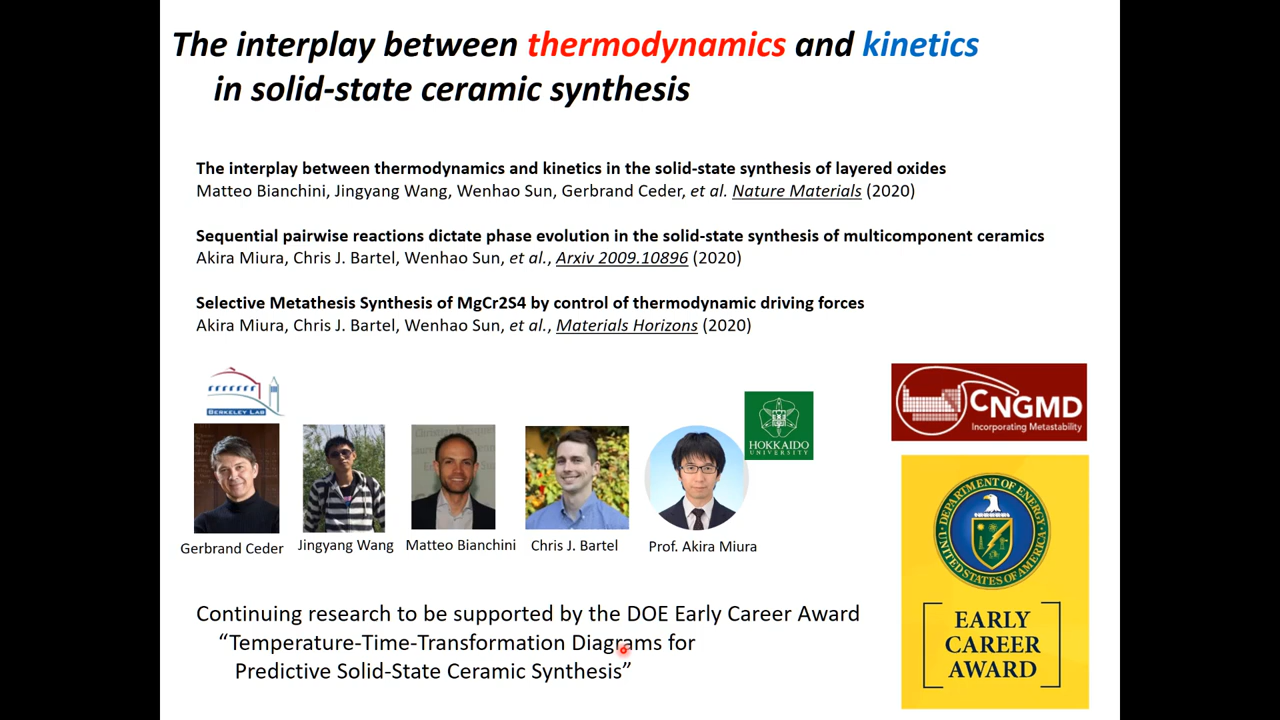 The interplay between thermodynamics and kinetics
in solid-state ceramic synthesis
The interplay between thermodynamics and kinetics in the solid-state synthesis of layered oxides
Matteo Bianchini, Jingyang Wang, Wenhao Sun, Gerbrand Ceder, et al. Nature Materials (2020)
Sequential pairwise reactions dictate phase evolution in the solid-state synthesis of multicomponent ceramics
Akira Miura, Chris J. Bartel, Wenhao Sun, et al., Arxiv 2009.10896 (2020)
Selective Metathesis Synthesis of MgCr2S4 by control of thermodynamic driving forces
Akira Miura, Chris J. Bartel, Wenhao Sun, et al., Materials Horizons (2020)
BERKELEY LAB
HOKKAIDO
UNIVERSITY
CNGMD
Incorporating Metastability
Gerbrand Ceder
Jingyang Wang
Matteo Bianchini
Chris J. Bartel
Prof. Akira Miura
DEPARTMENT OF ENERGY
UNITED STATES OF AMERICA
EARLY
CAREER
AWARD
Continuing research to be supported by the DOE Early Career Award
“Temperature-Time-Transformation Diagrams for
Predictive Solid-State Ceramic Synthesis”